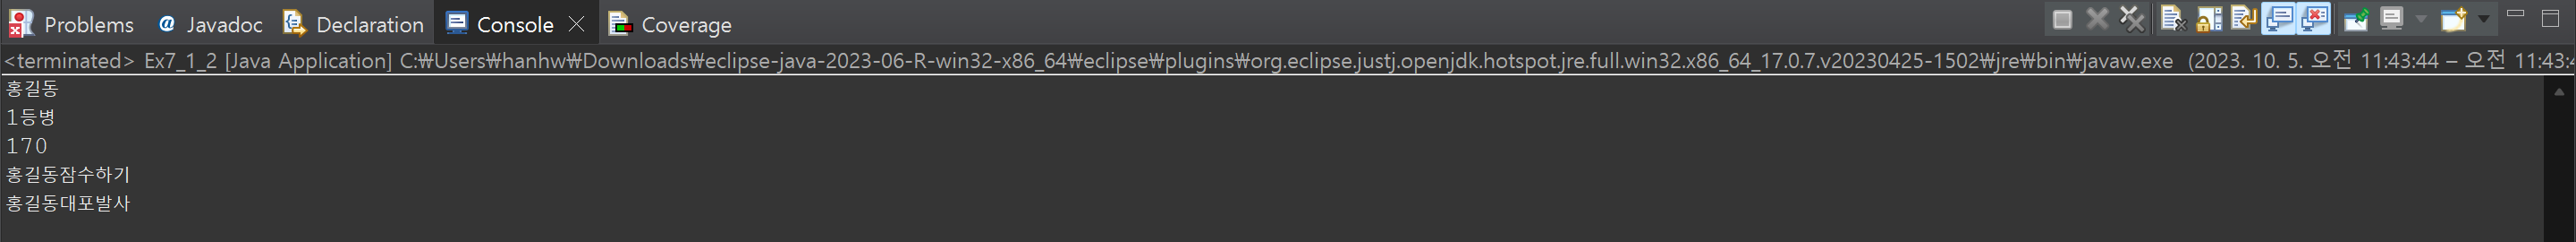 Problems @ Javadoc Declaration Console Coverage
<terminated> Ex7_1_2 [Java Application] C:₩Users₩hanhw₩Downloads₩eclipse-java-2023-06-R-win32-x86_64₩eclipse₩plugins₩org.eclipse.justj.openjdk.hotspot.jre.full.win32.x86_64_17.0.7.v20230425-1502₩jre₩bin₩javaw.exe (2023. 10. 5. 오전 11:43:44 – 오전 11:43:4
홍길동
1등병
170
홍길동잠수하기
홍길동대포발사